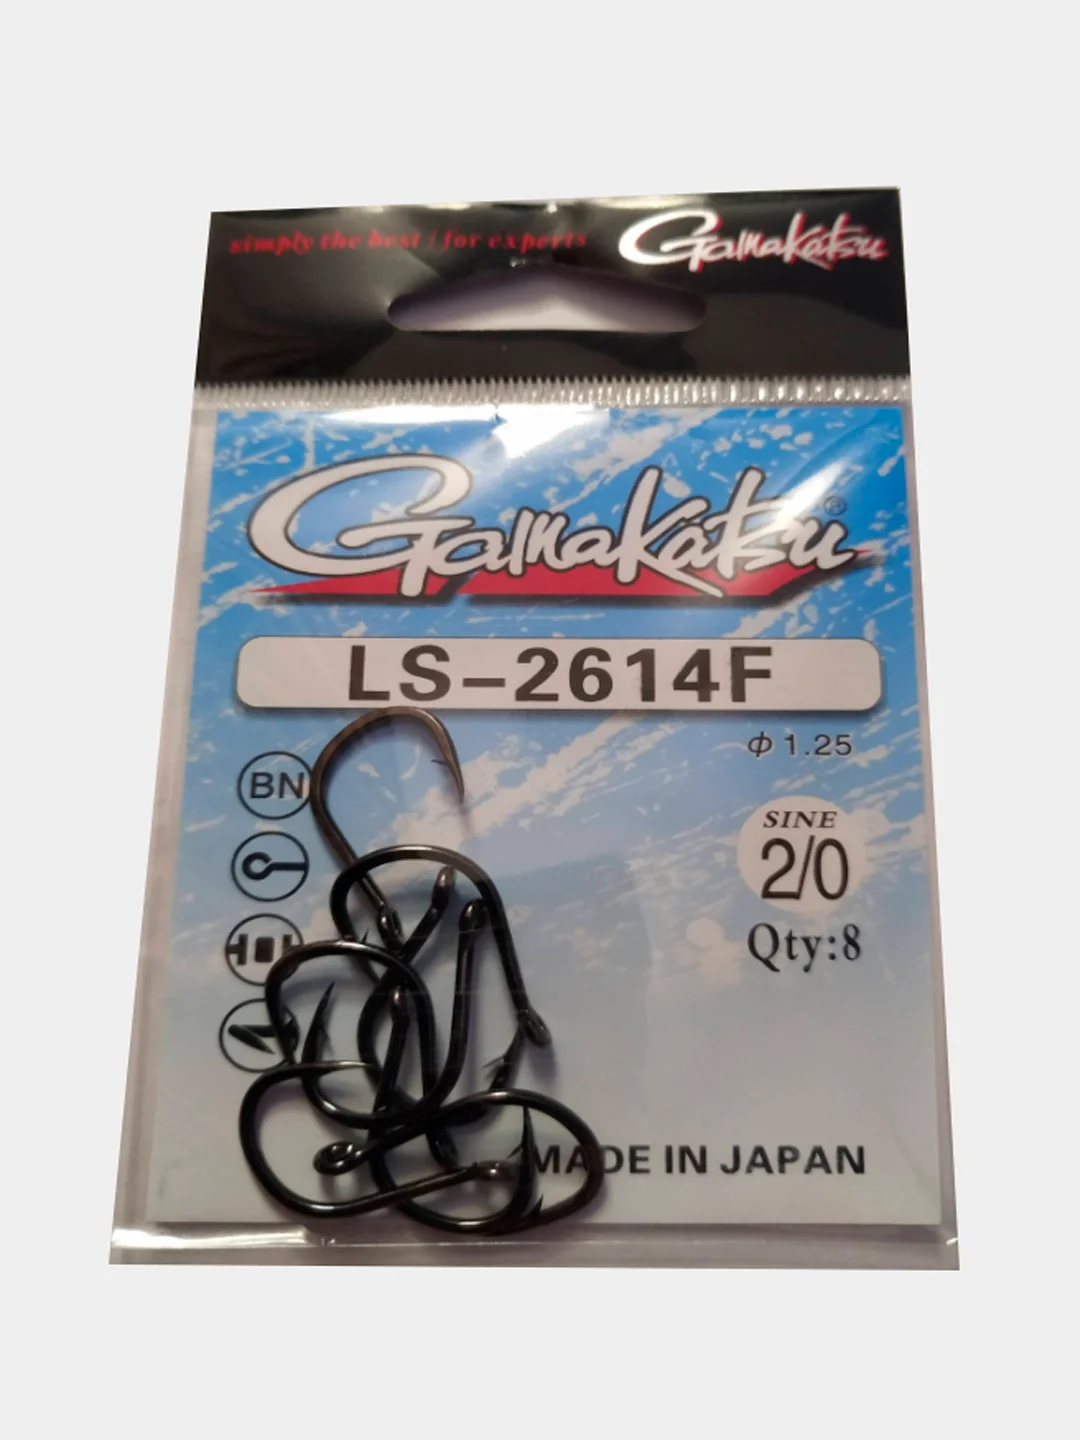 simply the best / for experts
Gamakatsu
Gamakatsu®
LS-2614F
φ 1.25
BN
SINE
2/0
Qty:8
MADE IN JAPAN